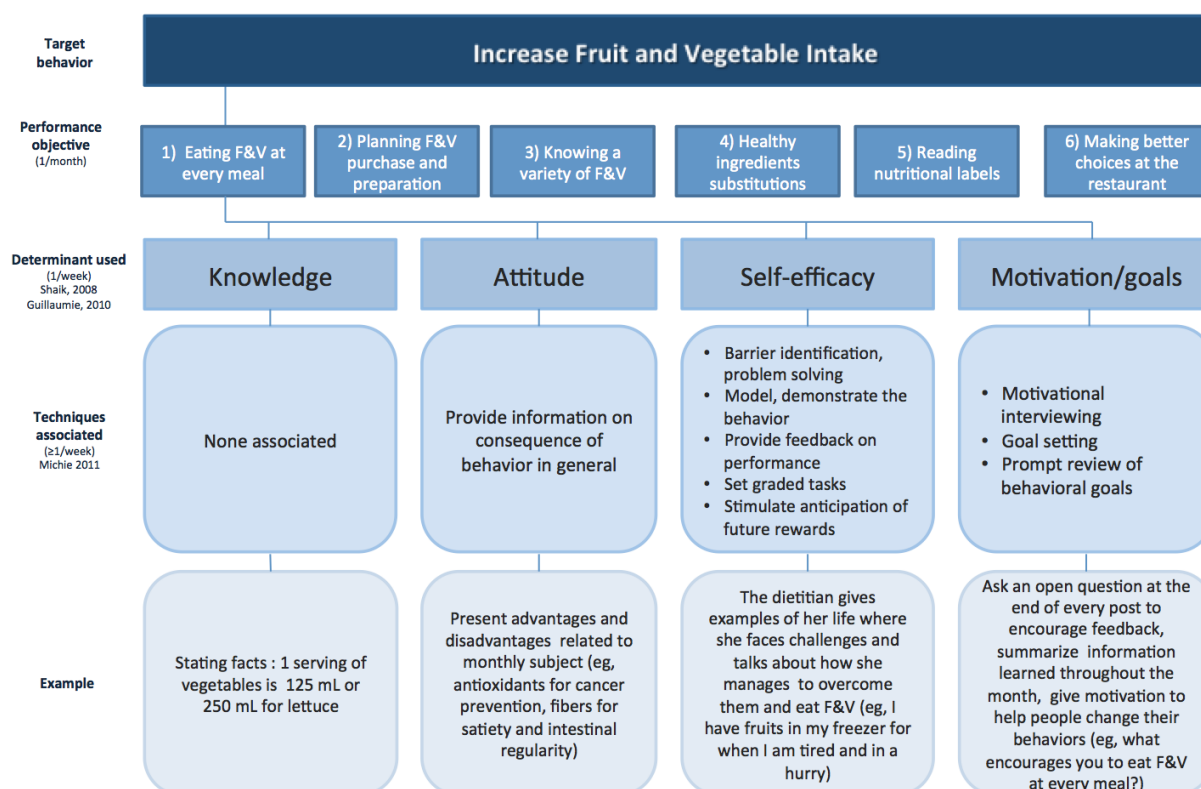 Target
behavior
Increase Fruit and Vegetable Intake
Performance
objective
(1/month)
1) Eating F&V at
every meal
2) Planning F&V
purchase and
preparation
3) Knowing a
variety of F&V
4) Healthy
ingredients
substitutions
5) Reading
nutritional labels
6) Making better
choices at the
restaurant
Determinant used
(1/week)
Shaik, 2008
Guillaumie, 2010
Knowledge
Attitude
Self-efficacy
Motivation/goals
Techniques
associated
(≥1/week)
Michie 2011
None associated
Provide information on
consequence of
behavior in general
• Barrier identification,
problem solving
• Model, demonstrate the
behavior
• Provide feedback on
performance
• Set graded tasks
• Stimulate anticipation of
future rewards
• Motivational
interviewing
• Goal setting
• Prompt review of
behavioral goals
Example
Stating facts : 1 serving of
vegetables is 125 mL or
250 mL for lettuce
Present advantages and
disadvantages related to
monthly subject (eg,
antioxidants for cancer
prevention, fibers for
satiety and intestinal
regularity)
The dietitian gives
examples of her life where
she faces challenges and
talks about how she
manages to overcome
them and eat F&V (eg, I
have fruits in my freezer for
when I am tired and in a
hurry)
Ask an open question at the
end of every post to
encourage feedback,
summarize information
learned throughout the
month, give motivation to
help people change their
behaviors (eg, what
encourages you to eat F&V
at every meal?)